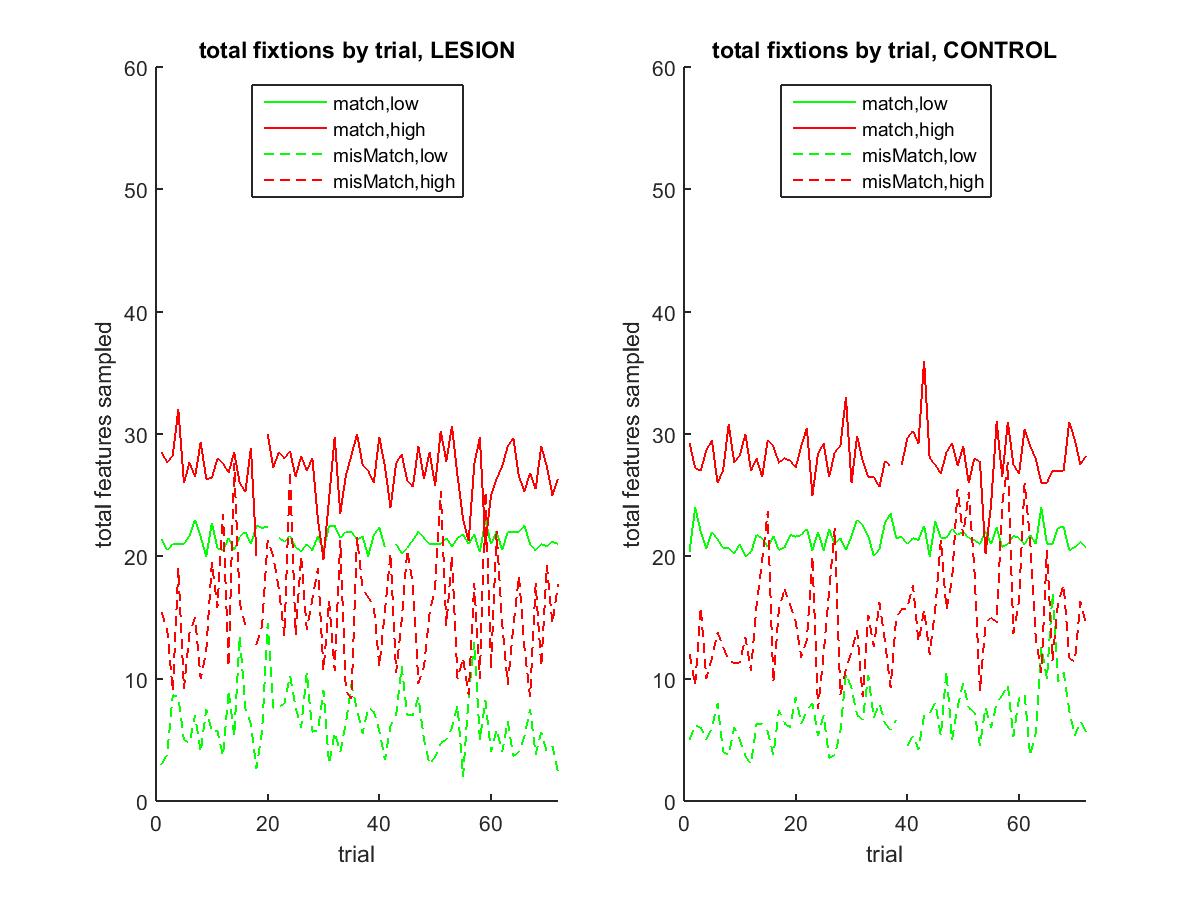 total fixtions by trial, LESION
match,low
match,high
misMatch,low
misMatch,high
total features sampled
60
50
40
30
20
10
0
0 20 40 60
trial
total fixtions by trial, CONTROL
match,low
match,high
misMatch,low
misMatch,high
total features sampled
60
50
40
30
20
10
0
0 20 40 60
trial